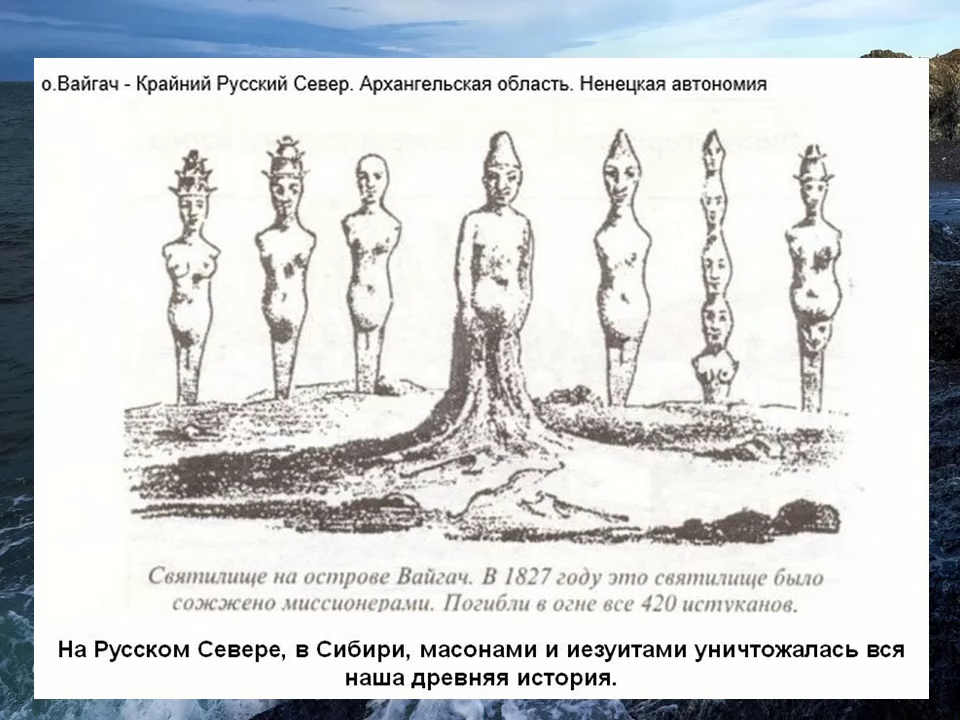 о.Вайгач - Крайний Русский Север. Архангельская область. Ненецкая автономия
Святилище на острове Вайгач. В 1827 году это святилище было
сожжено миссионерами. Погибли в огне все 420 истуканов.
На Русском Севере, в Сибири, масонами и иезуитами уничтожалась вся
наша древняя история.